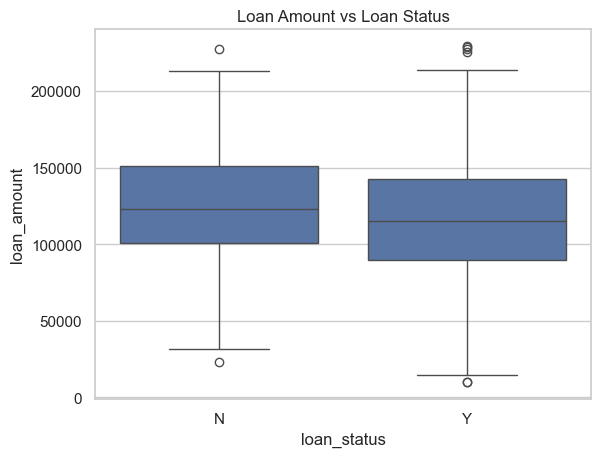 Loan Amount vs Loan Status
loan_amount
200000
150000
100000
50000
0
N
Y
loan_status